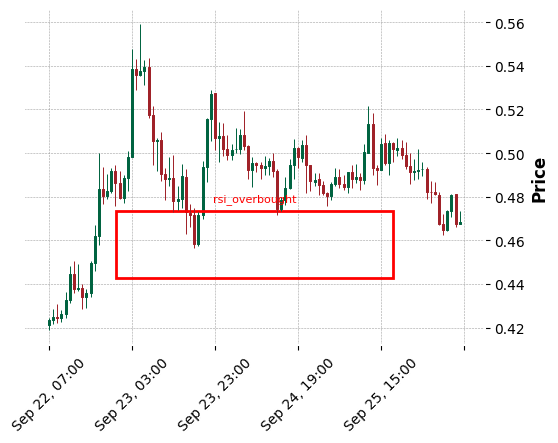 0.56
0.54
0.52
0.50
0.48
0.46
0.44
0.42
Price
rsi_overbought
Sep 22, 07:00
Sep 23, 03:00
Sep 23, 23:00
Sep 24, 19:00
Sep 25, 15:00